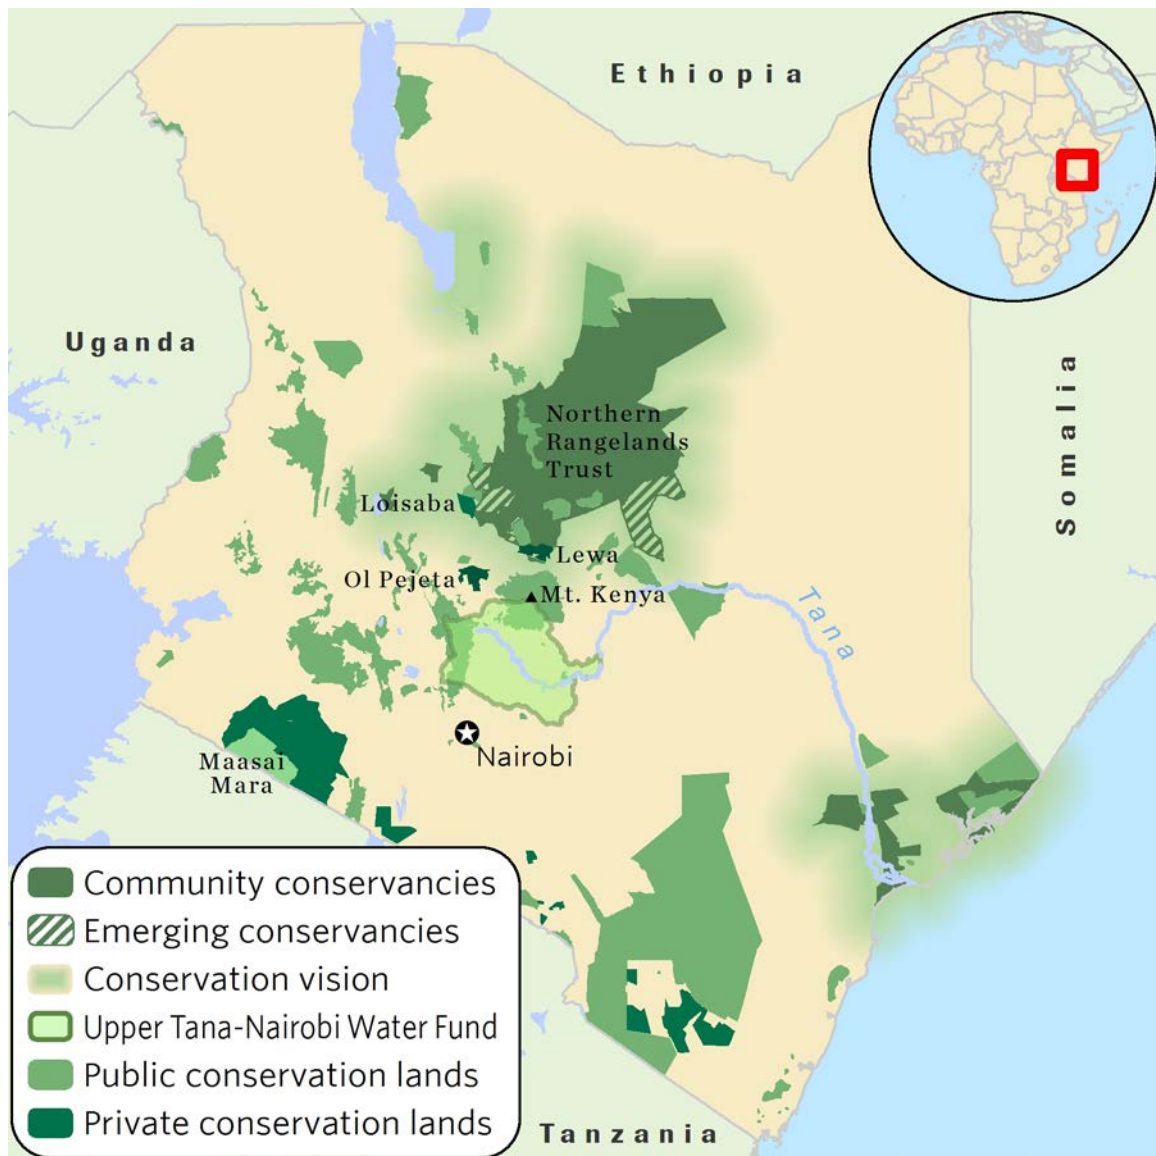 Ethiopia
Uganda
Somalia
Northern
Rangelands
Trust
Loisaba
Lewa
Ol Pejeta
Mt. Kenya
Tana
Nairobi
Maasai
Mara
Community conservancies
Emerging conservancies
Conservation vision
Upper Tana-Nairobi Water Fund
Public conservation lands
Private conservation lands
Tanzania